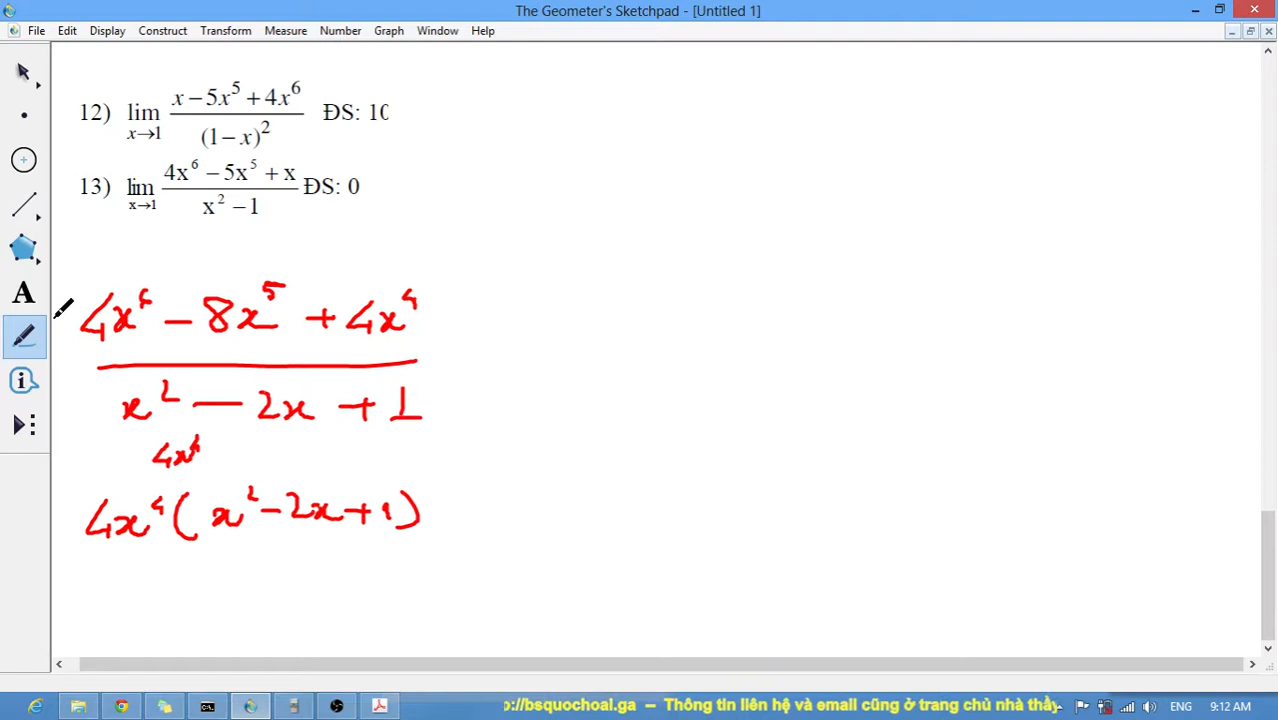 The Geometer's Sketchpad - [Untitled 1]
File Edit Display Construct Transform Measure Number Graph Window Help
12) lim x→1 (x − 5x^5 + 4x^6) / (1 − x)^2 ĐS: 10
13) lim x→1 (4x^6 − 5x^5 + x) / (x^2 − 1) ĐS: 0
4x^6 − 8x^5 + 4x^4
x^2 − 2x + 1
4x^4
4x^4 (x^2 − 2x + 1)
A
://bsquochoai.ga – Thông tin liên hệ và email cũng ở trang chủ nhà thầy
ENG 9:12 AM